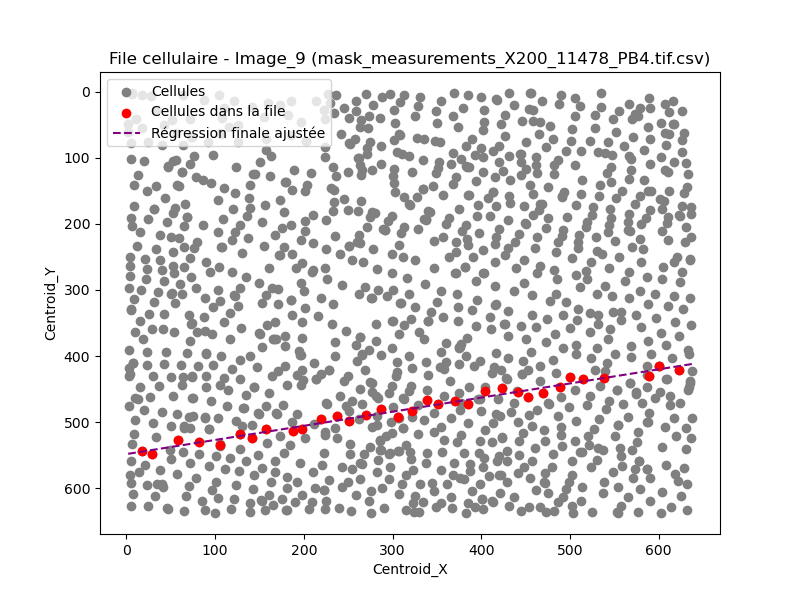 File cellulaire - Image_9 (mask_measurements_X200_11478_PB4.tif.csv)
Cellules
Cellules dans la file
Régression finale ajustée
Centroid_Y
0
100
200
300
400
500
600
0 100 200 300 400 500 600
Centroid_X